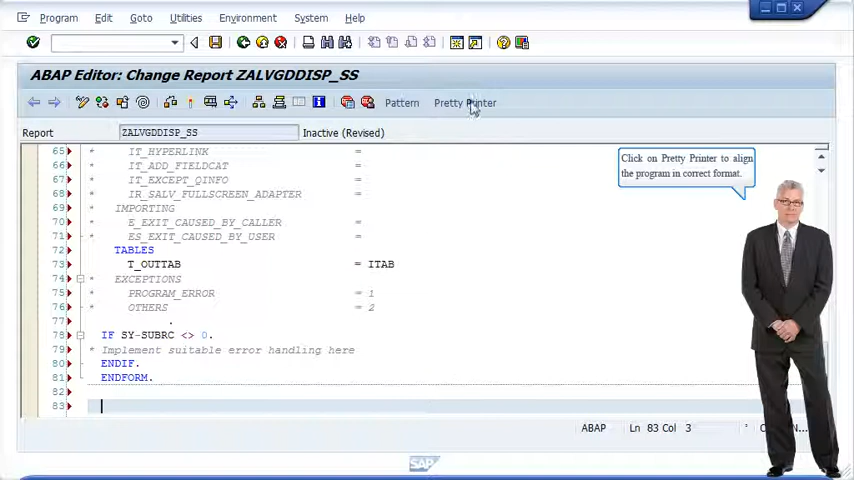 Program Edit Goto Utilities Environment System Help
ABAP Editor: Change Report ZALVGDDISP_SS
Pattern Pretty Printer
Report ZALVGDDISP_SS Inactive (Revised)
65 * IT_HYPERLINK =
66 * IT_ADD_FIELDCAT =
67 * IT_EXCEPT_QINFO =
68 * IR_SALV_FULLSCREEN_ADAPTER =
69 * IMPORTING
70 * E_EXIT_CAUSED_BY_CALLER =
71 * ES_EXIT_CAUSED_BY_USER =
72 TABLES
73 T_OUTTAB = ITAB
74 * EXCEPTIONS
75 * PROGRAM_ERROR = 1
76 * OTHERS = 2
77 .
78 IF SY-SUBRC <> 0.
79 * Implement suitable error handling here
80 ENDIF.
81 ENDFORM.
82
83
Click on Pretty Printer to align
the program in correct format.
ABAP Ln 83 Col 3
SAP